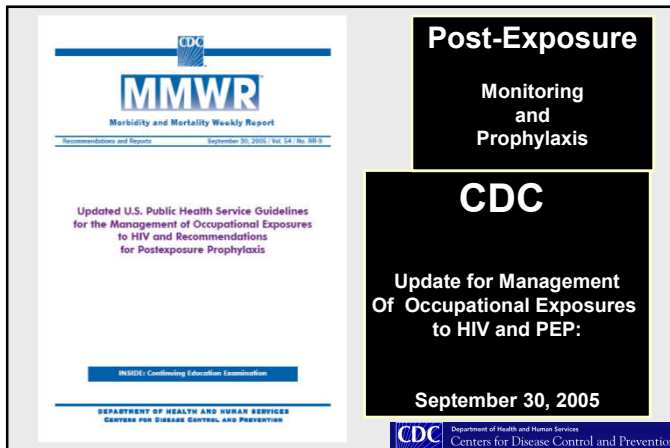 CDC
MMWR
Morbidity and Mortality Weekly Report
Recommendations and Reports September 30, 2005 / Vol. 54 / No. RR-9
Updated U.S. Public Health Service Guidelines
for the Management of Occupational Exposures
to HIV and Recommendations
for Postexposure Prophylaxis
INSIDE: Continuing Education Examination
DEPARTMENT OF HEALTH AND HUMAN SERVICES
CENTERS FOR DISEASE CONTROL AND PREVENTION
Post-Exposure
Monitoring
and
Prophylaxis
CDC
Update for Management
Of Occupational Exposures
to HIV and PEP:
September 30, 2005
CDC Department of Health and Human Services
Centers for Disease Control and Preventio